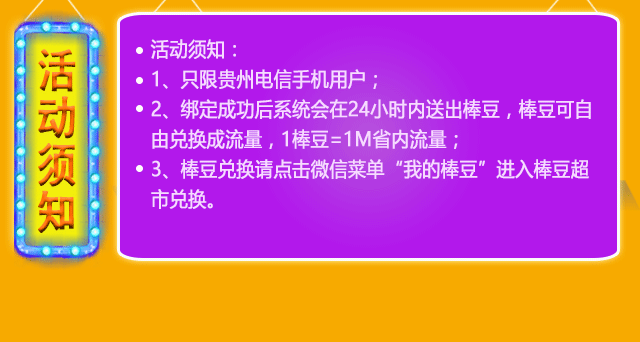 活动须知
活动须知：
1、只限贵州电信手机用户；
2、绑定成功后系统会在24小时内送出棒豆，棒豆可自
由兑换成流量，1棒豆=1M省内流量；
3、棒豆兑换请点击微信菜单“我的棒豆”进入棒豆超
市兑换。